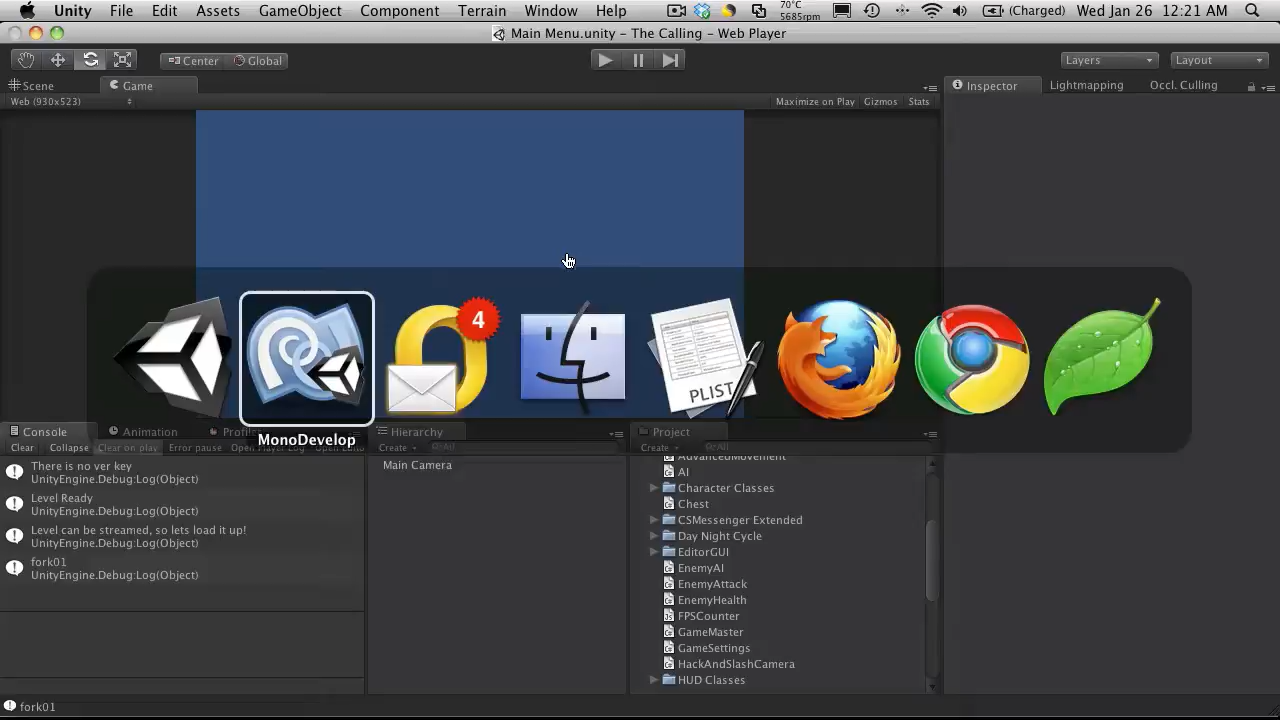 Unity File Edit Assets GameObject Component Terrain Window Help 70°C 5685rpm (Charged) Wed Jan 26 12:21 AM
Main Menu.unity – The Calling – Web Player
Center Global Layers Layout
Scene Game Inspector Lightmapping Occl. Culling
Web (930x523) Maximize on Play Gizmos Stats
4
PLIST
MonoDevelop
Console Animation Hierarchy Project
Clear Collapse Clear on play Error pause Create Create
Main Camera
There is no ver key
UnityEngine.Debug:Log(Object)
Level Ready
UnityEngine.Debug:Log(Object)
Level can be streamed, so lets load it up!
UnityEngine.Debug:Log(Object)
fork01
UnityEngine.Debug:Log(Object)
AdvancedMovement
AI
Character Classes
Chest
CSMessenger Extended
Day Night Cycle
EditorGUI
EnemyAI
EnemyAttack
EnemyHealth
FPSCounter
GameMaster
GameSettings
HackAndSlashCamera
HUD Classes
fork01